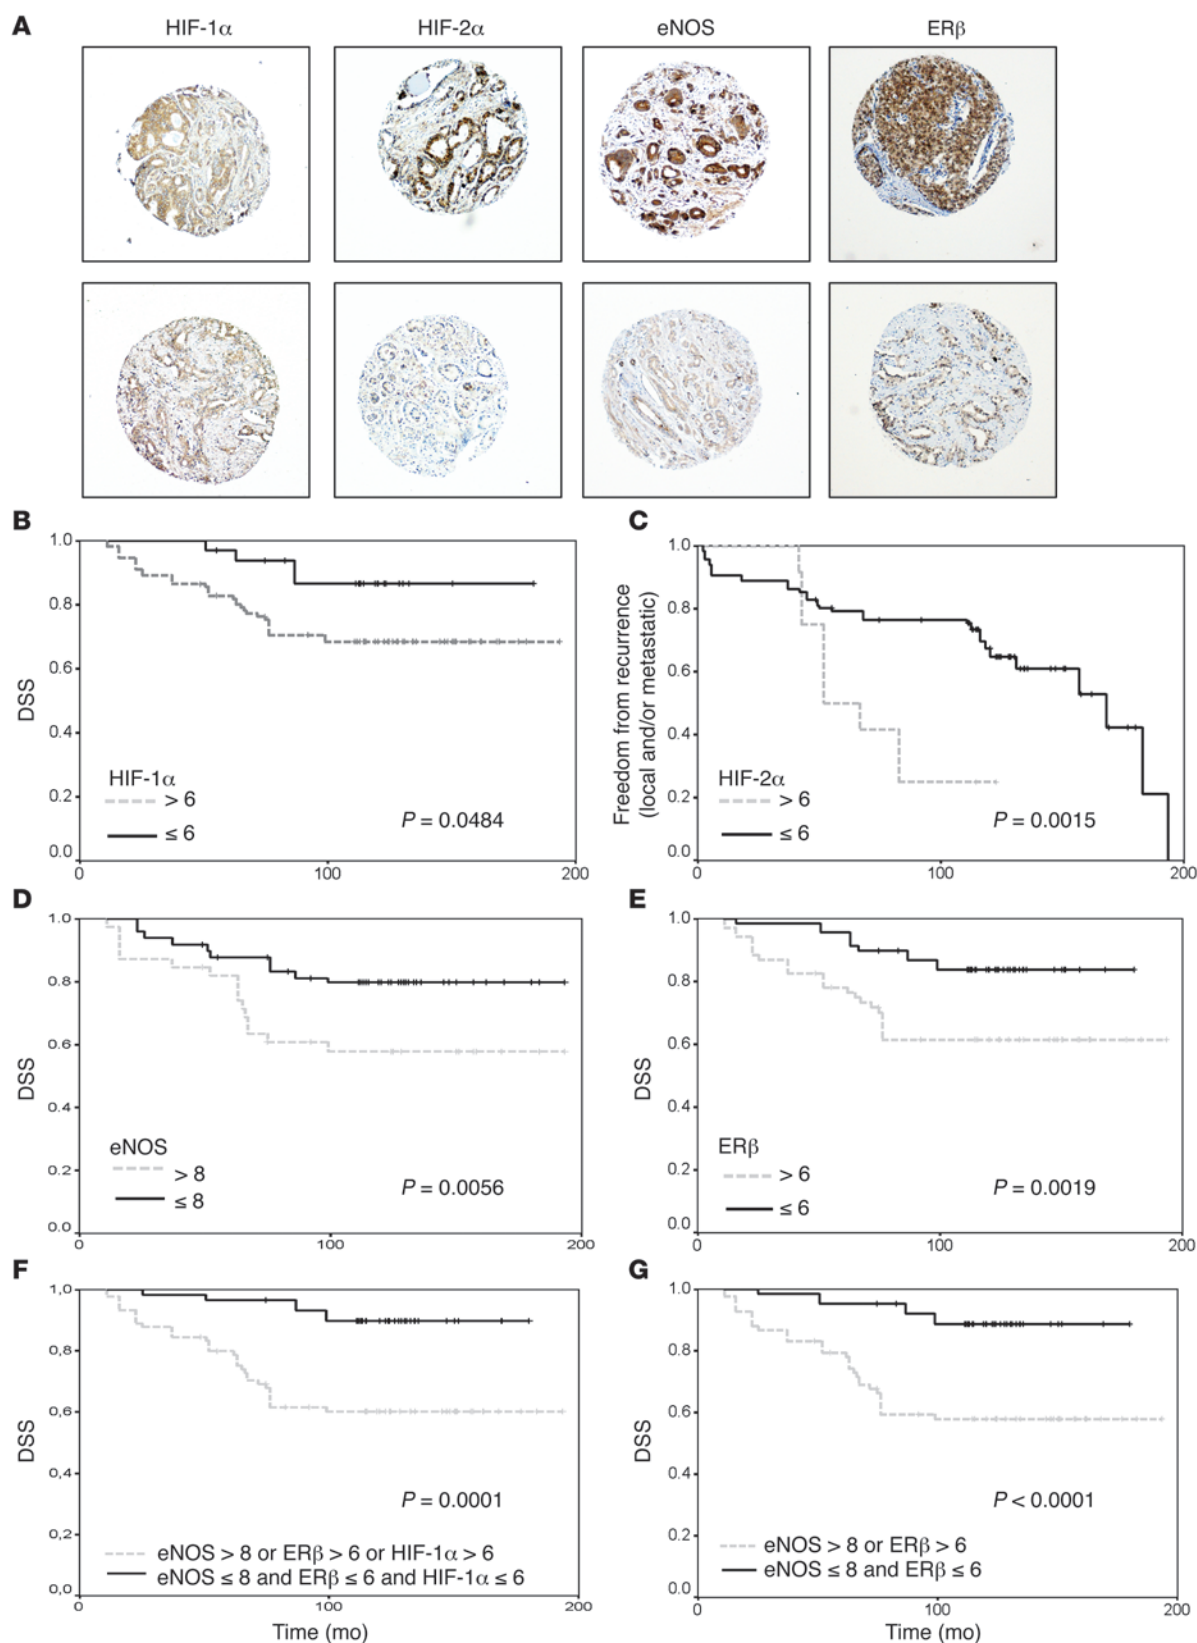 A
HIF-1α
HIF-2α
eNOS
ERβ
B
1.0
0.8
0.6
0.4
0.2
0.0
DSS
HIF-1α
> 6
≤ 6
P = 0.0484
0
100
200
C
1.0
0.8
0.6
0.4
0.2
0
Freedom from recurrence
(local and/or metastatic)
HIF-2α
> 6
≤ 6
P = 0.0015
0
100
200
D
1.0
0.8
0.6
0.4
0.2
0.0
DSS
eNOS
> 8
≤ 8
P = 0.0056
0
100
200
E
1.0
0.8
0.6
0.4
0.2
0.0
DSS
ERβ
> 6
≤ 6
P = 0.0019
0
100
200
F
1,0
0,8
0,6
0,4
0,2
0,0
DSS
P = 0.0001
eNOS > 8 or ERβ > 6 or HIF-1α > 6
eNOS ≤ 8 and ERβ ≤ 6 and HIF-1α ≤ 6
0
100
200
Time (mo)
G
1.0
0.8
0.6
0.4
0.2
0.0
DSS
P < 0.0001
eNOS > 8 or ERβ > 6
eNOS ≤ 8 and ERβ ≤ 6
0
100
200
Time (mo)